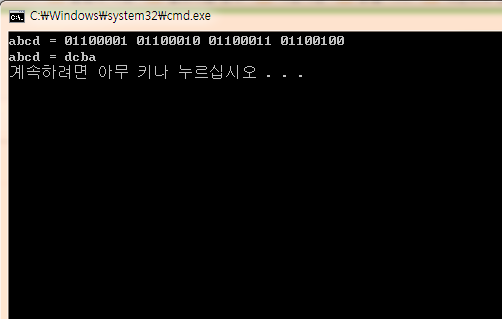 C:₩Windows₩system32₩cmd.exe
abcd = 01100001 01100010 01100011 01100100
abcd = dcba
계속하려면 아무 키나 누르십시오 . . .